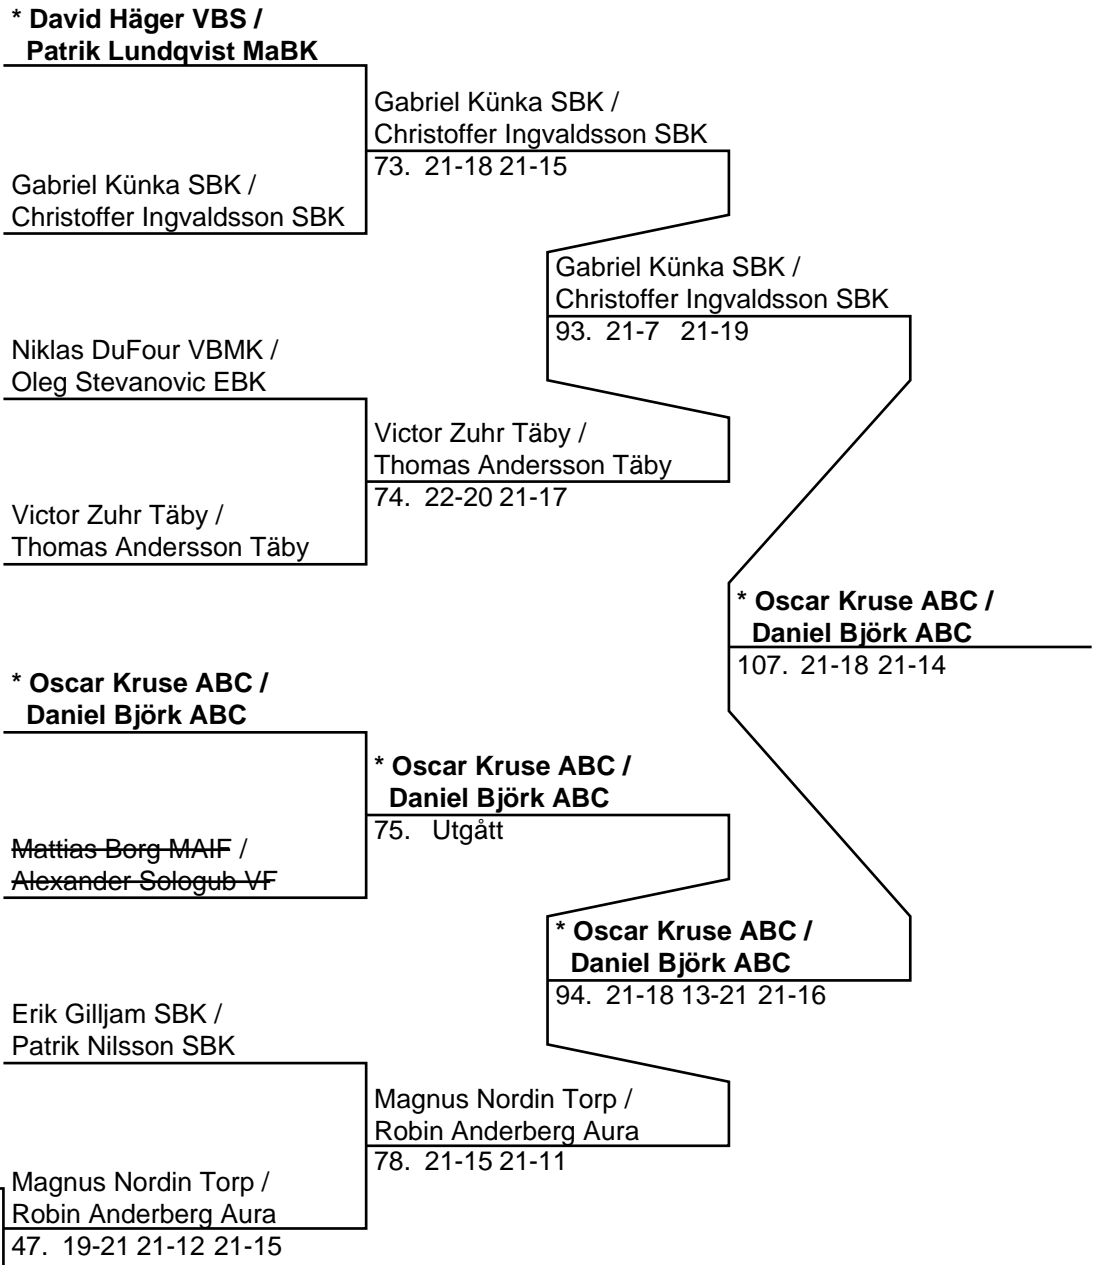 * David Häger VBS /
Patrik Lundqvist MaBK
Gabriel Künka SBK /
Christoffer Ingvaldsson SBK
73. 21-18 21-15
Gabriel Künka SBK /
Christoffer Ingvaldsson SBK
Gabriel Künka SBK /
Christoffer Ingvaldsson SBK
93. 21-7 21-19
Niklas DuFour VBMK /
Oleg Stevanovic EBK
Victor Zuhr Täby /
Thomas Andersson Täby
74. 22-20 21-17
Victor Zuhr Täby /
Thomas Andersson Täby
* Oscar Kruse ABC /
Daniel Björk ABC
107. 21-18 21-14
* Oscar Kruse ABC /
Daniel Björk ABC
* Oscar Kruse ABC /
Daniel Björk ABC
75. Utgått
Mattias Borg MAIF /
Alexander Sologub VF
* Oscar Kruse ABC /
Daniel Björk ABC
94. 21-18 13-21 21-16
Erik Gilljam SBK /
Patrik Nilsson SBK
Magnus Nordin Torp /
Robin Anderberg Aura
78. 21-15 21-11
Magnus Nordin Torp /
Robin Anderberg Aura
47. 19-21 21-12 21-15